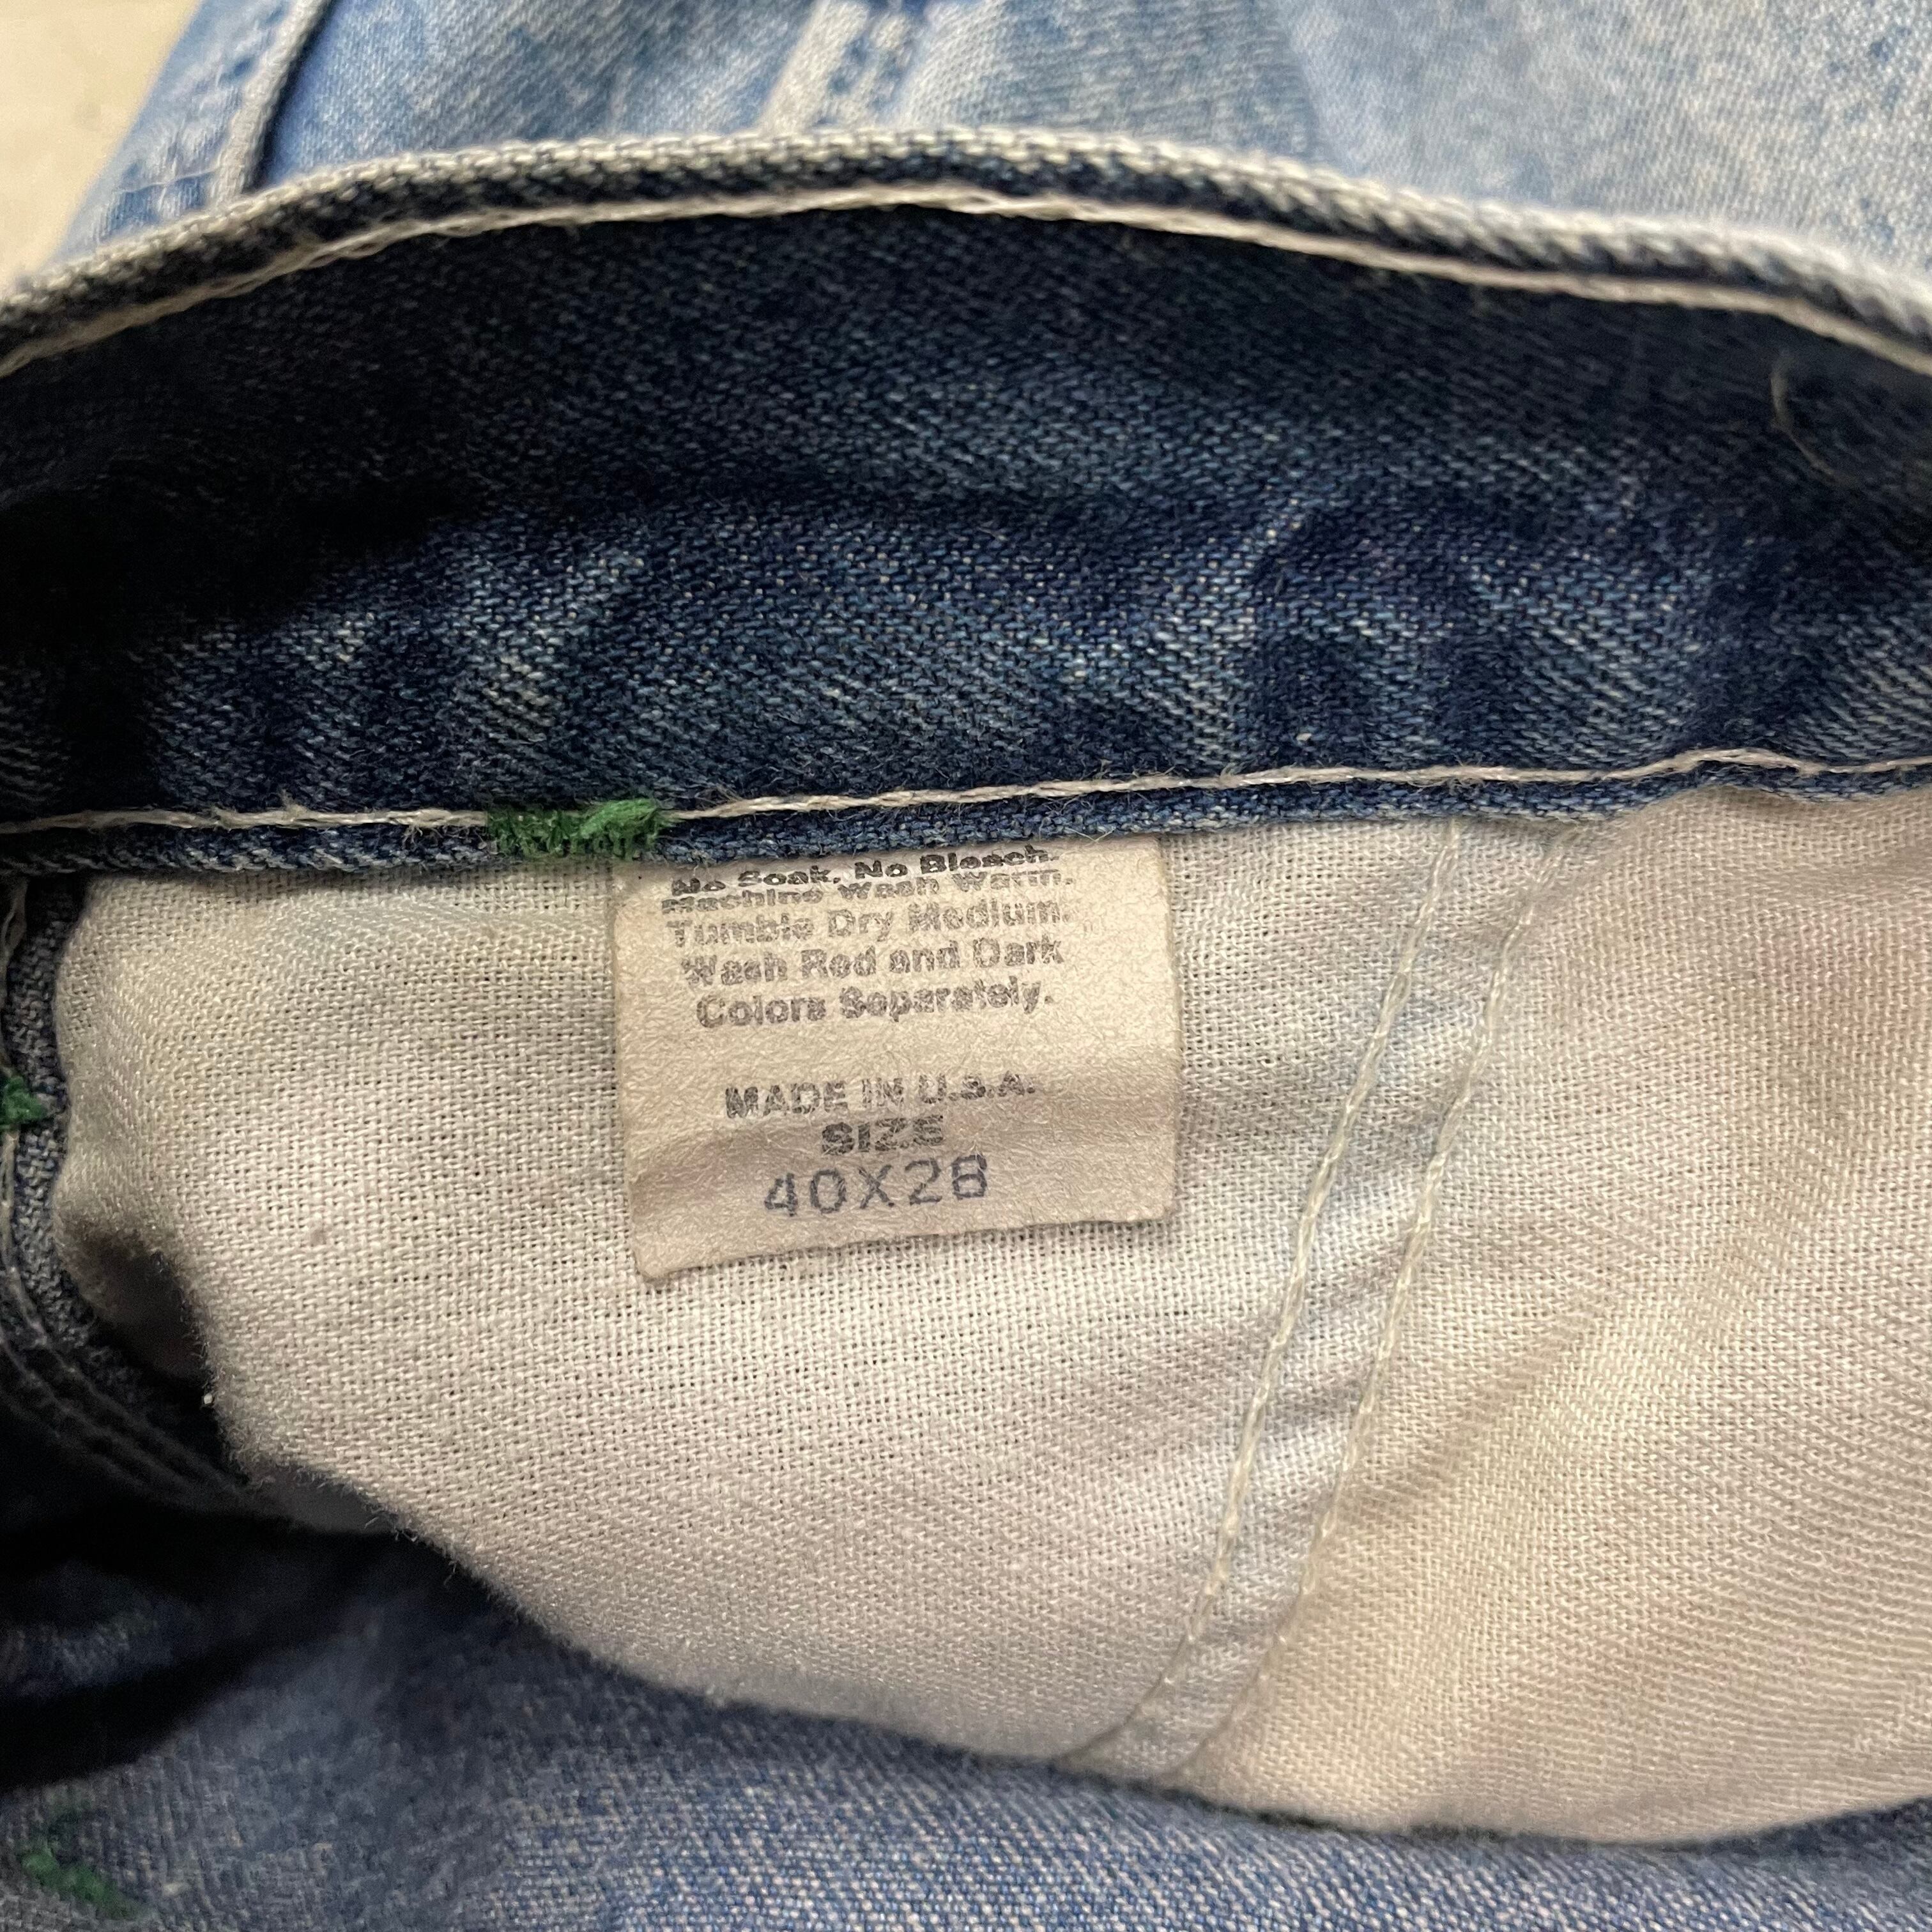 No Soak, No Bleach.
Machine Wash Warm.
Tumble Dry Medium.
Wash Red and Dark
Colors Separately.
MADE IN U.S.A.
SIZE
40X28